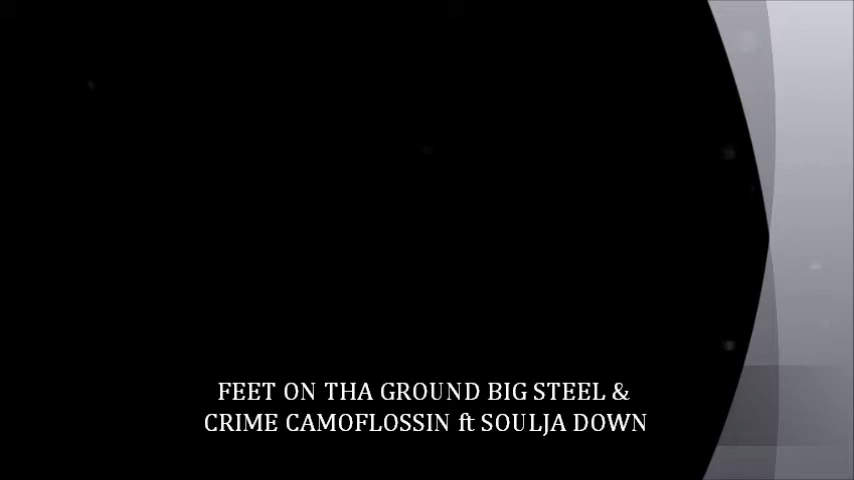 FEET ON THA GROUND BIG STEEL &
CRIME CAMOFLOSSIN ft SOULJA DOWN